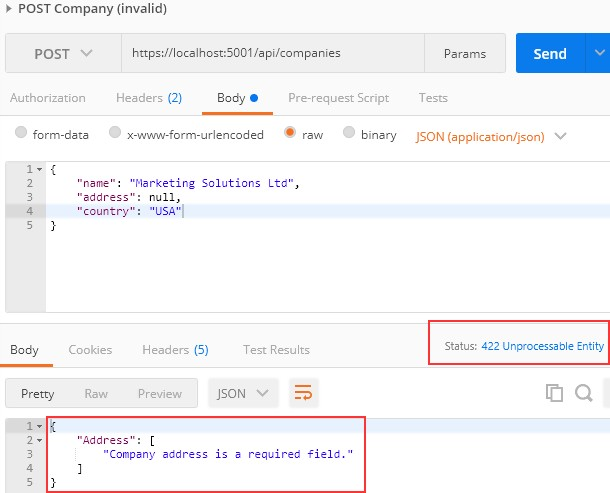 POST Company (invalid)
POST https://localhost:5001/api/companies Params Send
Authorization Headers (2) Body Pre-request Script Tests
form-data x-www-form-urlencoded raw binary JSON (application/json)
1 {
2 "name": "Marketing Solutions Ltd",
3 "address": null,
4 "country": "USA"
5 }
Body Cookies Headers (5) Test Results Status: 422 Unprocessable Entity
Pretty Raw Preview JSON
1 {
2 "Address": [
3 "Company address is a required field."
4 ]
5 }